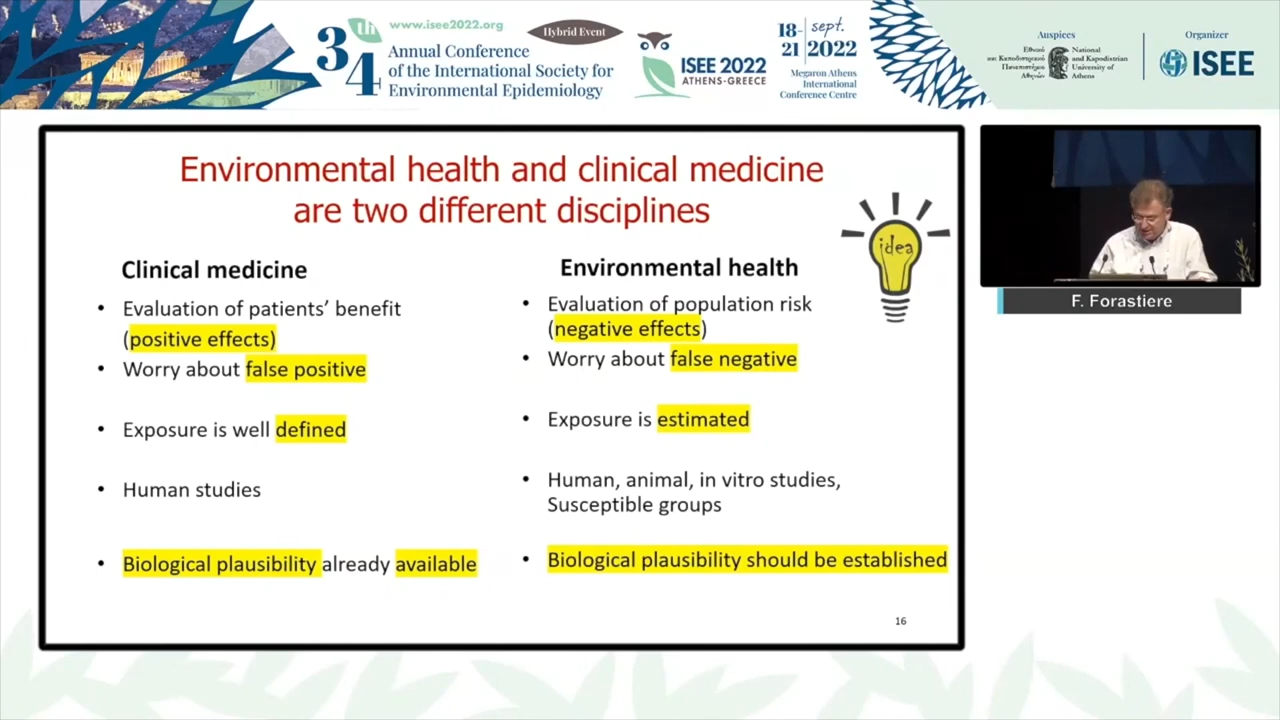 34th
www.isee2022.org
Hybrid Event
Annual Conference
of the International Society for
Environmental Epidemiology
ISEE 2022
ATHENS-GREECE
18-
21
sept.
2022
Megaron Athens
International
Conference Centre
Auspices
Εθνικόν
και Καποδιστριακόν
Πανεπιστήμιον
Αθηνών
National
and Kapodistrian
University of
Athens
Organizer
ISEE
Environmental health and clinical medicine
are two different disciplines
idea
Clinical medicine
• Evaluation of patients’ benefit
(positive effects)
• Worry about false positive
• Exposure is well defined
• Human studies
• Biological plausibility already available
Environmental health
• Evaluation of population risk
(negative effects)
• Worry about false negative
• Exposure is estimated
• Human, animal, in vitro studies,
Susceptible groups
• Biological plausibility should be established
16
F. Forastiere